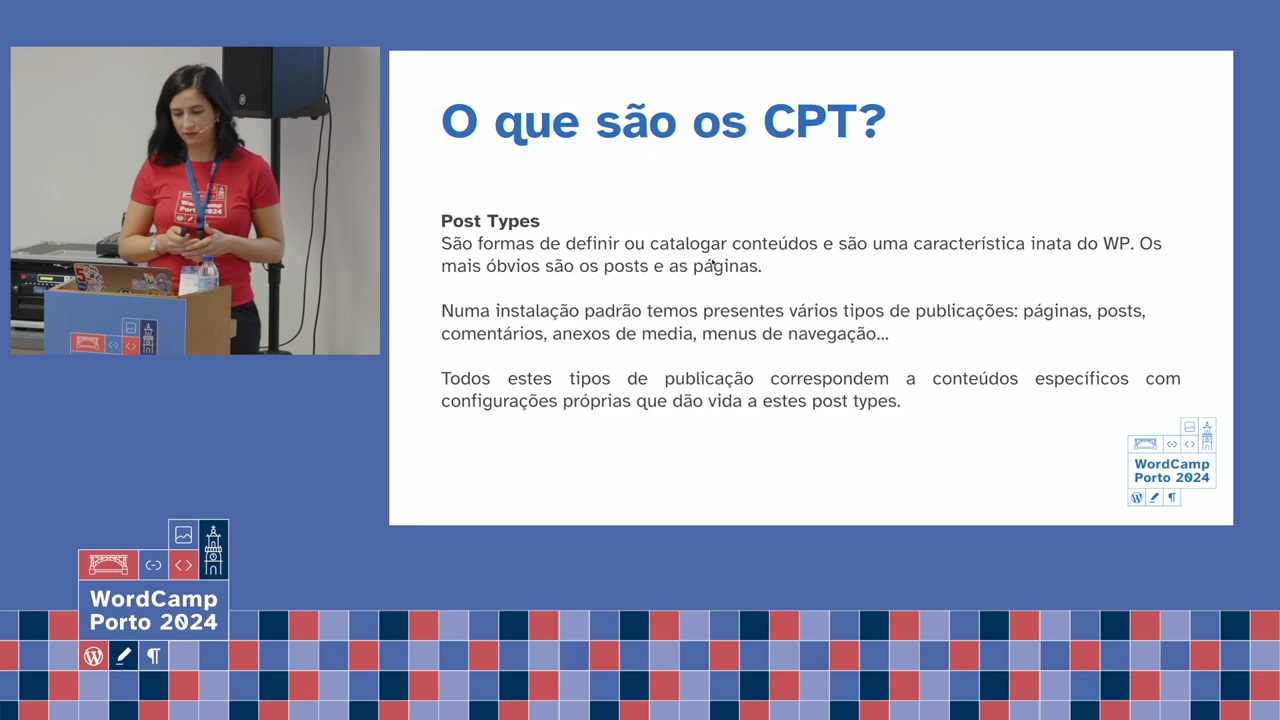 O que são os CPT?
Post Types
São formas de definir ou catalogar conteúdos e são uma característica inata do WP. Os
mais óbvios são os posts e as páginas.
Numa instalação padrão temos presentes vários tipos de publicações: páginas, posts,
comentários, anexos de media, menus de navegação...
Todos estes tipos de publicação correspondem a conteúdos específicos com
configurações próprias que dão vida a estes post types.
WordCamp
Porto 2024
WordCamp
Porto 2024
WordCamp
Porto 2024